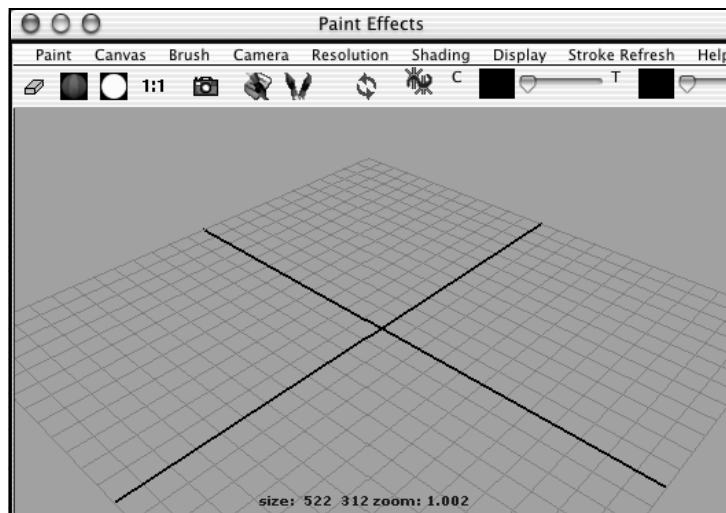 Paint Effects
Paint Canvas Brush Camera Resolution Shading Display Stroke Refresh Help
1:1 C T
size: 522 312 zoom: 1.002